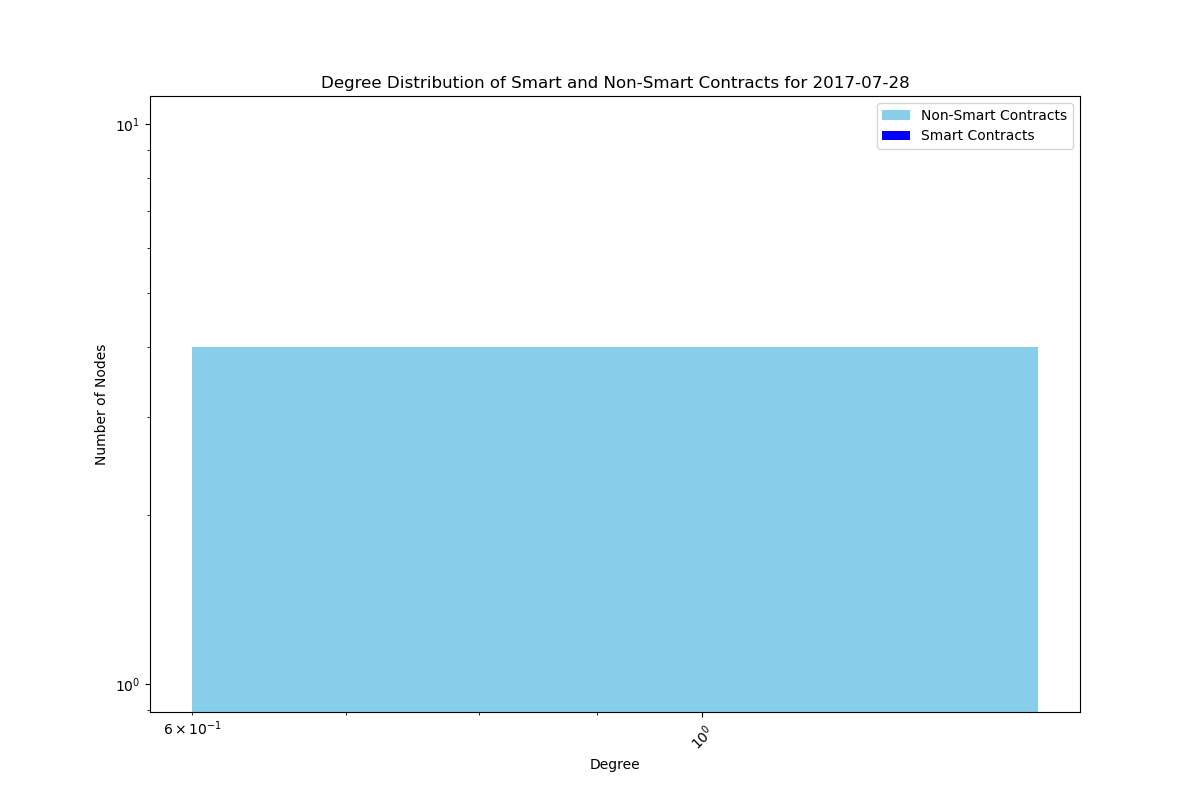 Degree Distribution of Smart and Non-Smart Contracts for 2017-07-28
Non-Smart Contracts
Smart Contracts
10¹
Number of Nodes
10⁰
6 × 10⁻¹
10⁰
Degree